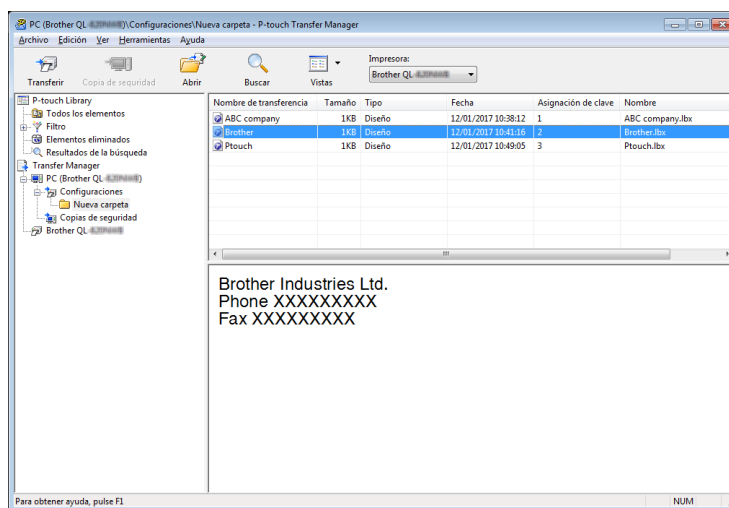 PC (Brother QL )\Configuraciones\Nueva carpeta - P-touch Transfer Manager
Archivo Edición Ver Herramientas Ayuda
Impresora:
Brother QL
Transferir Copia de seguridad Abrir Buscar Vistas
P-touch Library
Todos los elementos
Filtro
Elementos eliminados
Resultados de la búsqueda
Transfer Manager
PC (Brother QL )
Configuraciones
Nueva carpeta
Copias de seguridad
Brother QL
Nombre de transferencia Tamaño Tipo Fecha Asignación de clave Nombre
ABC company 1KB Diseño 12/01/2017 10:38:12 1 ABC company.lbx
Brother 1KB Diseño 12/01/2017 10:41:16 2 Brother.lbx
Ptouch 1KB Diseño 12/01/2017 10:49:05 3 Ptouch.lbx
Brother Industries Ltd.
Phone XXXXXXXXX
Fax XXXXXXXXX
Para obtener ayuda, pulse F1
NUM